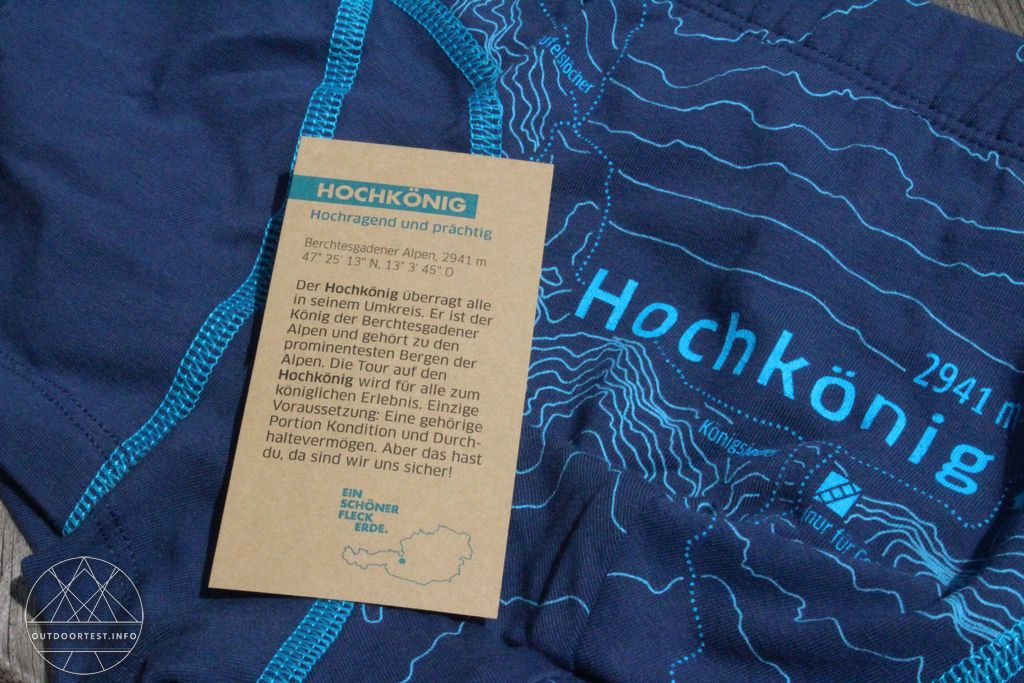 HOCHKÖNIG
Hochragend und prächtig
Berchtesgadener Alpen, 2941 m
47° 25' 13" N, 13° 3' 45" O
Der Hochkönig überragt alle
in seinem Umkreis. Er ist der
König der Berchtesgadener
Alpen und gehört zu den
prominentesten Bergen der
Alpen. Die Tour auf den
Hochkönig wird für alle zum
königlichen Erlebnis. Einzige
Voraussetzung: Eine gehörige
Portion Kondition und Durch-
haltevermögen. Aber das hast
du, da sind wir uns sicher!
EIN
SCHÖNER
FLECK
ERDE.
Hochkönig
2941 m
nur für
OUTDOORTEST.INFO